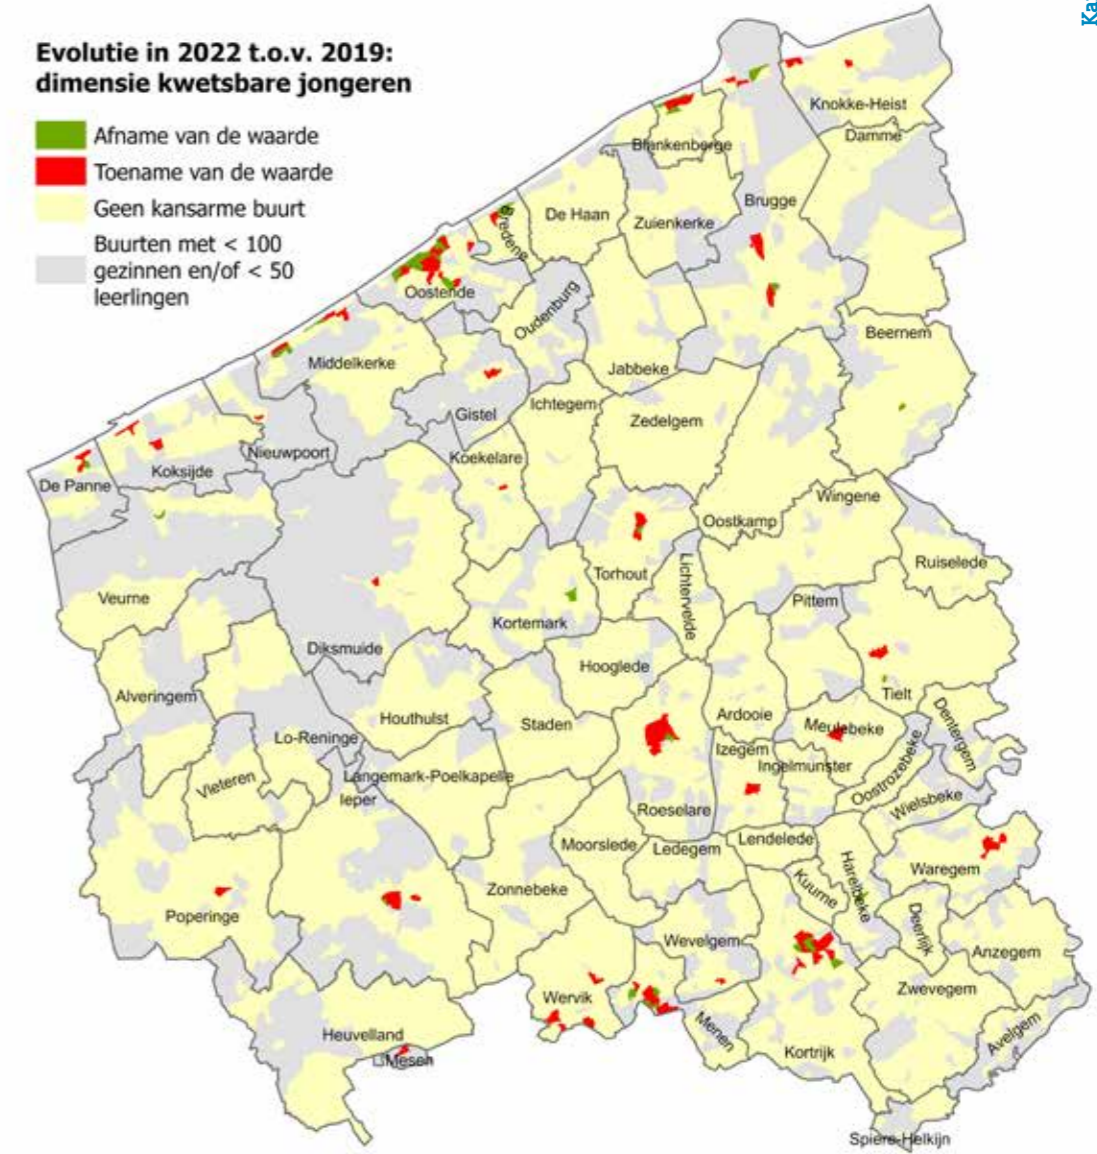 Ka
Evolutie in 2022 t.o.v. 2019:
dimensie kwetsbare jongeren
Afname van de waarde
Toename van de waarde
Geen kansarme buurt
Buurten met < 100
gezinnen en/of < 50
leerlingen
Knokke-Heist
Damme
Blankenberge
Brugge
De Haan
Zuienkerke
Bredene
Oostende
Oudenburg
Beernem
Middelkerke
Jabbeke
Gistel
Ichtegem
Zedelgem
Nieuwpoort
Koekelare
Koksijde
De Panne
Wingene
Oostkamp
Ruiselede
Torhout
Lichtervelde
Veurne
Pittem
Kortemark
Diksmuide
Hooglede
Alveringem
Tielt
Houthulst
Staden
Ardooie
Meulebeke
Dentergem
Lo-Reninge
Izegem
Ingelmunster
Oostrozebeke
Langemark-Poelkapelle
Vleteren
Ieper
Wielsbeke
Roeselare
Moorslede
Ledegem
Lendelede
Harelbeke
Waregem
Kuurne
Zonnebeke
Poperinge
Deerlijk
Wevelgem
Anzegem
Zwevegem
Wervik
Menen
Avelgem
Heuvelland
Mesen
Kortrijk
Spiere-Helkijn